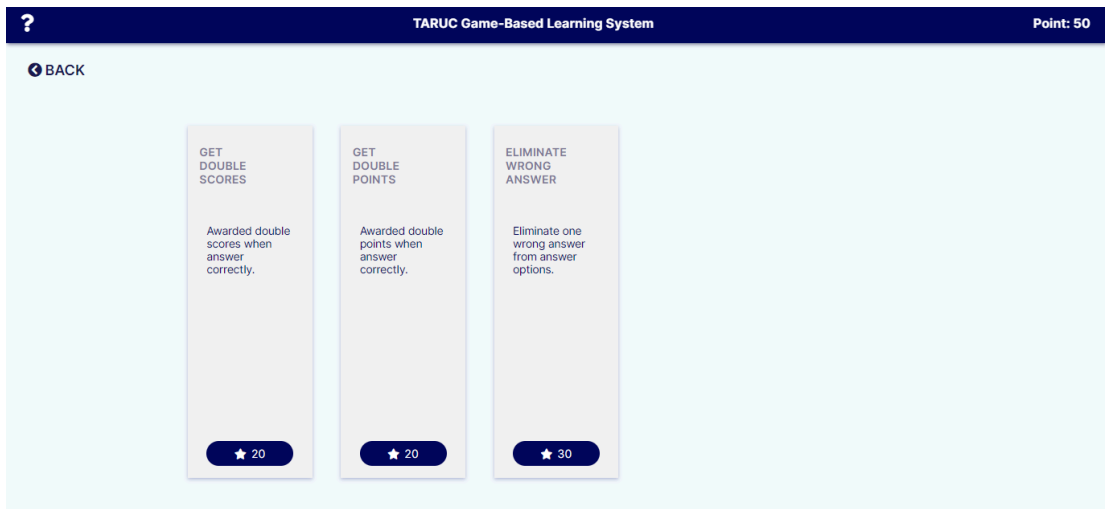 ?
TARUC Game-Based Learning System
Point: 50
BACK
GET
DOUBLE
SCORES
Awarded double
scores when
answer
correctly.
20
GET
DOUBLE
POINTS
Awarded double
points when
answer
correctly.
20
ELIMINATE
WRONG
ANSWER
Eliminate one
wrong answer
from answer
options.
30